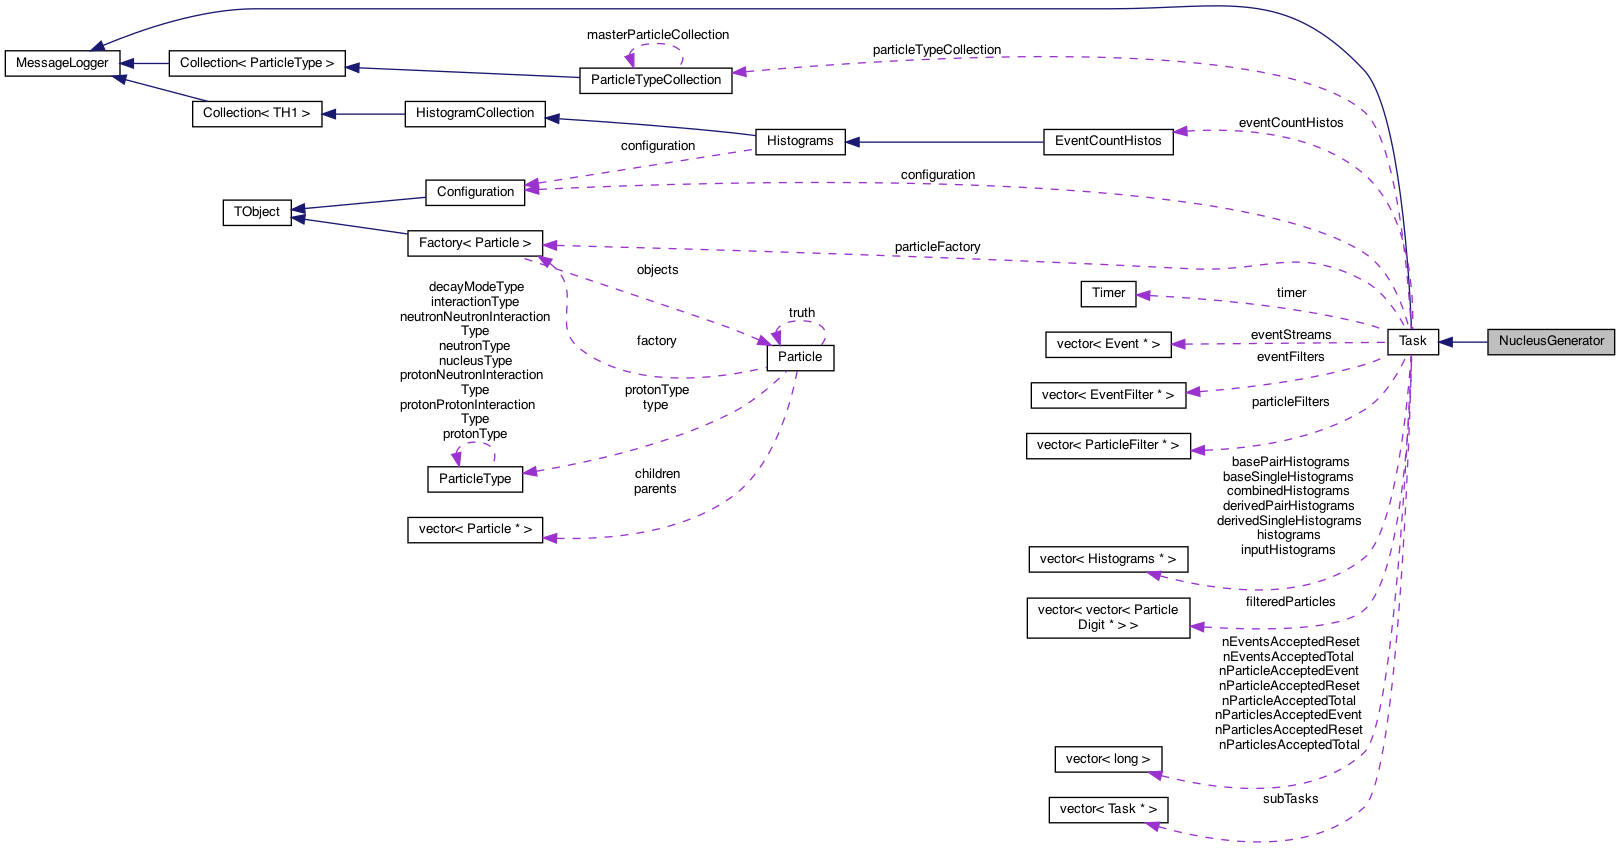 masterParticleCollection
particleTypeCollection
MessageLogger
Collection< ParticleType >
ParticleTypeCollection
Collection< TH1 >
HistogramCollection
eventCountHistos
Histograms
EventCountHistos
configuration
configuration
Configuration
TObject
Factory< Particle >
particleFactory
objects
decayModeType
interactionType
neutronNeutronInteraction
Type
neutronType
nucleusType
protonNeutronInteraction
Type
protonProtonInteraction
Type
protonType
truth
factory
Particle
protonType
type
ParticleType
children
parents
vector< Particle * >
Timer
timer
eventStreams
vector< Event * >
Task
NucleusGenerator
eventFilters
vector< EventFilter * >
particleFilters
vector< ParticleFilter * >
basePairHistograms
baseSingleHistograms
combinedHistograms
derivedPairHistograms
derivedSingleHistograms
histograms
inputHistograms
vector< Histograms * >
filteredParticles
vector< vector< Particle
Digit * > >
nEventsAcceptedReset
nEventsAcceptedTotal
nParticleAcceptedEvent
nParticleAcceptedReset
nParticleAcceptedTotal
nParticlesAcceptedEvent
nParticlesAcceptedReset
nParticlesAcceptedTotal
vector< long >
subTasks
vector< Task * >